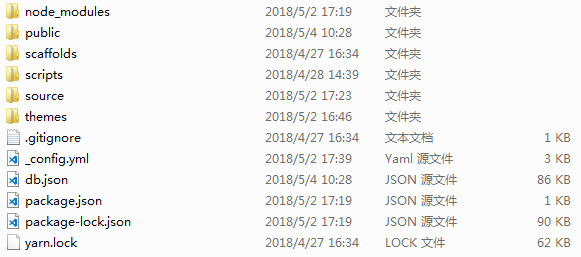 node_modules 2018/5/2 17:19 文件夹
public 2018/5/4 10:28 文件夹
scaffolds 2018/4/27 16:34 文件夹
scripts 2018/4/28 14:39 文件夹
source 2018/5/2 17:23 文件夹
themes 2018/5/2 16:46 文件夹
.gitignore 2018/4/27 16:34 文本文档 1 KB
_config.yml 2018/5/2 17:39 Yaml 源文件 3 KB
db.json 2018/5/4 10:28 JSON 源文件 86 KB
package.json 2018/5/2 17:19 JSON 源文件 1 KB
package-lock.json 2018/5/2 17:19 JSON 源文件 90 KB
yarn.lock 2018/4/27 16:34 LOCK 文件 62 KB